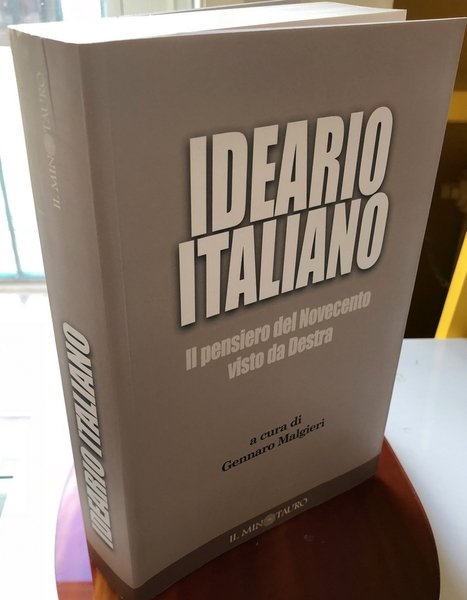 IDEARIO
ITALIANO
Il pensiero del Novecento
visto da Destra
a cura di
Gennaro Malgieri
IL MINOTAURO
IL MINOTAURO
IDEARIO ITALIANO